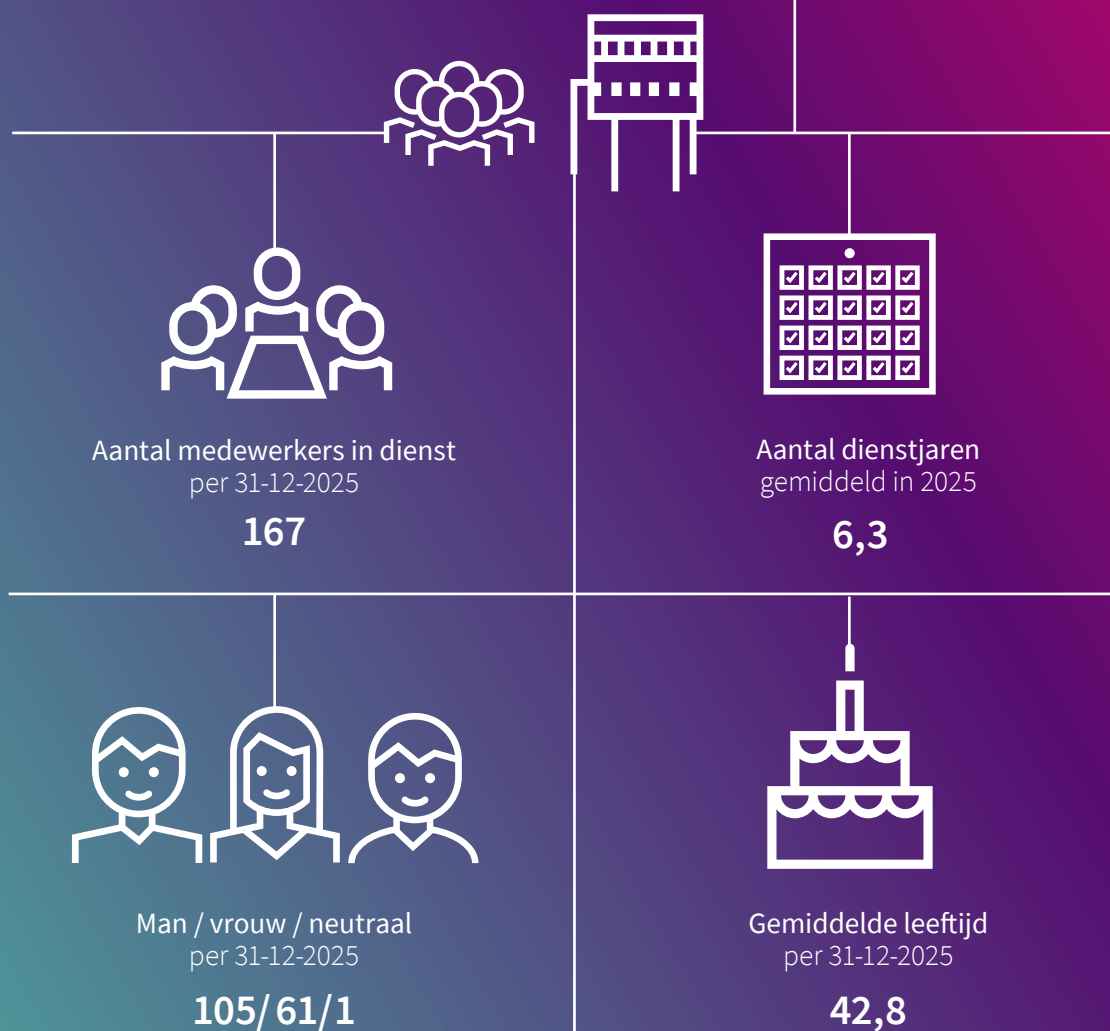 Aantal medewerkers in dienst
per 31-12-2025
167
Aantal dienstjaren
gemiddeld in 2025
6,3
Man / vrouw / neutraal
per 31-12-2025
105/ 61/1
Gemiddelde leeftijd
per 31-12-2025
42,8